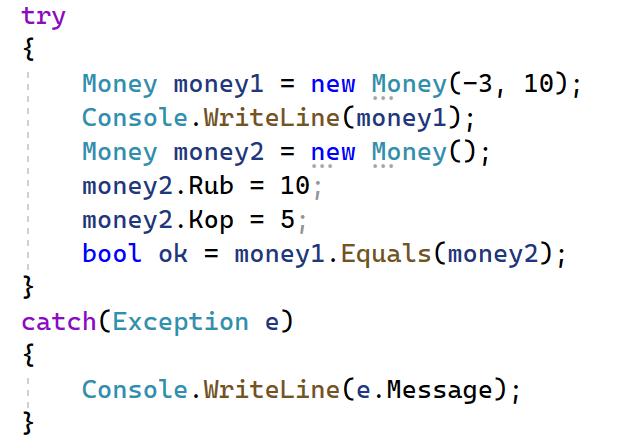 try
{
    Money money1 = new Money(-3, 10);
    Console.WriteLine(money1);
    Money money2 = new Money();
    money2.Rub = 10;
    money2.Kop = 5;
    bool ok = money1.Equals(money2);
}
catch(Exception e)
{
    Console.WriteLine(e.Message);
}